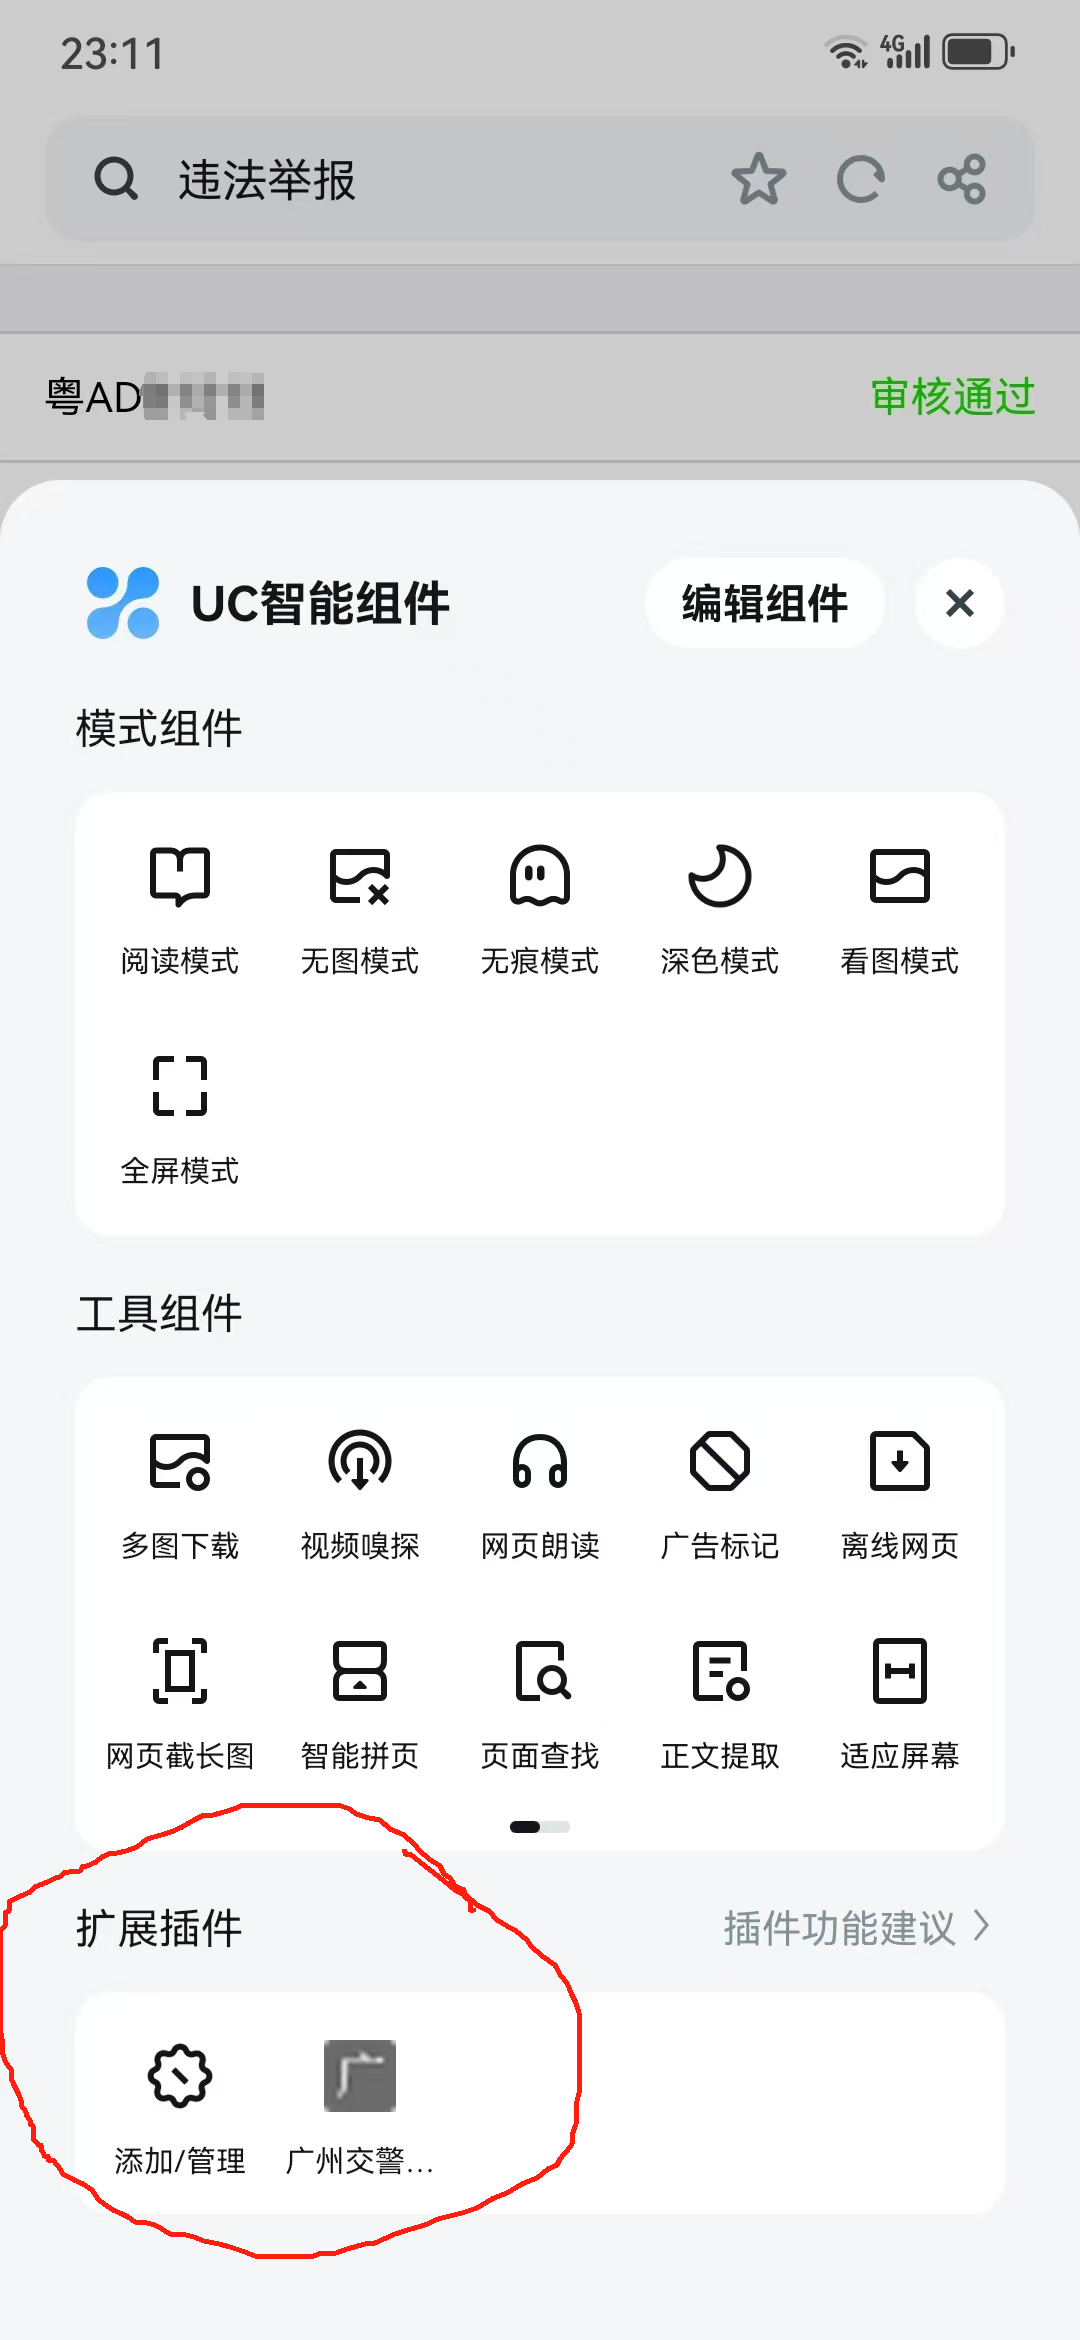 23:11
4G
违法举报
粤AD
审核通过
UC智能组件
编辑组件
模式组件
阅读模式 无图模式 无痕模式 深色模式 看图模式
全屏模式
工具组件
多图下载 视频嗅探 网页朗读 广告标记 离线网页
网页截长图 智能拼页 页面查找 正文提取 适应屏幕
扩展插件
插件功能建议
广
添加/管理 广州交警...